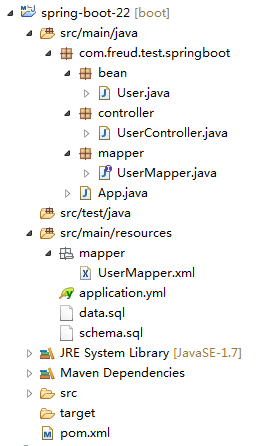 spring-boot-22 [boot]
src/main/java
com.freud.test.springboot
bean
User.java
controller
UserController.java
mapper
UserMapper.java
App.java
src/test/java
src/main/resources
mapper
UserMapper.xml
application.yml
data.sql
schema.sql
JRE System Library [JavaSE-1.7]
Maven Dependencies
src
target
pom.xml